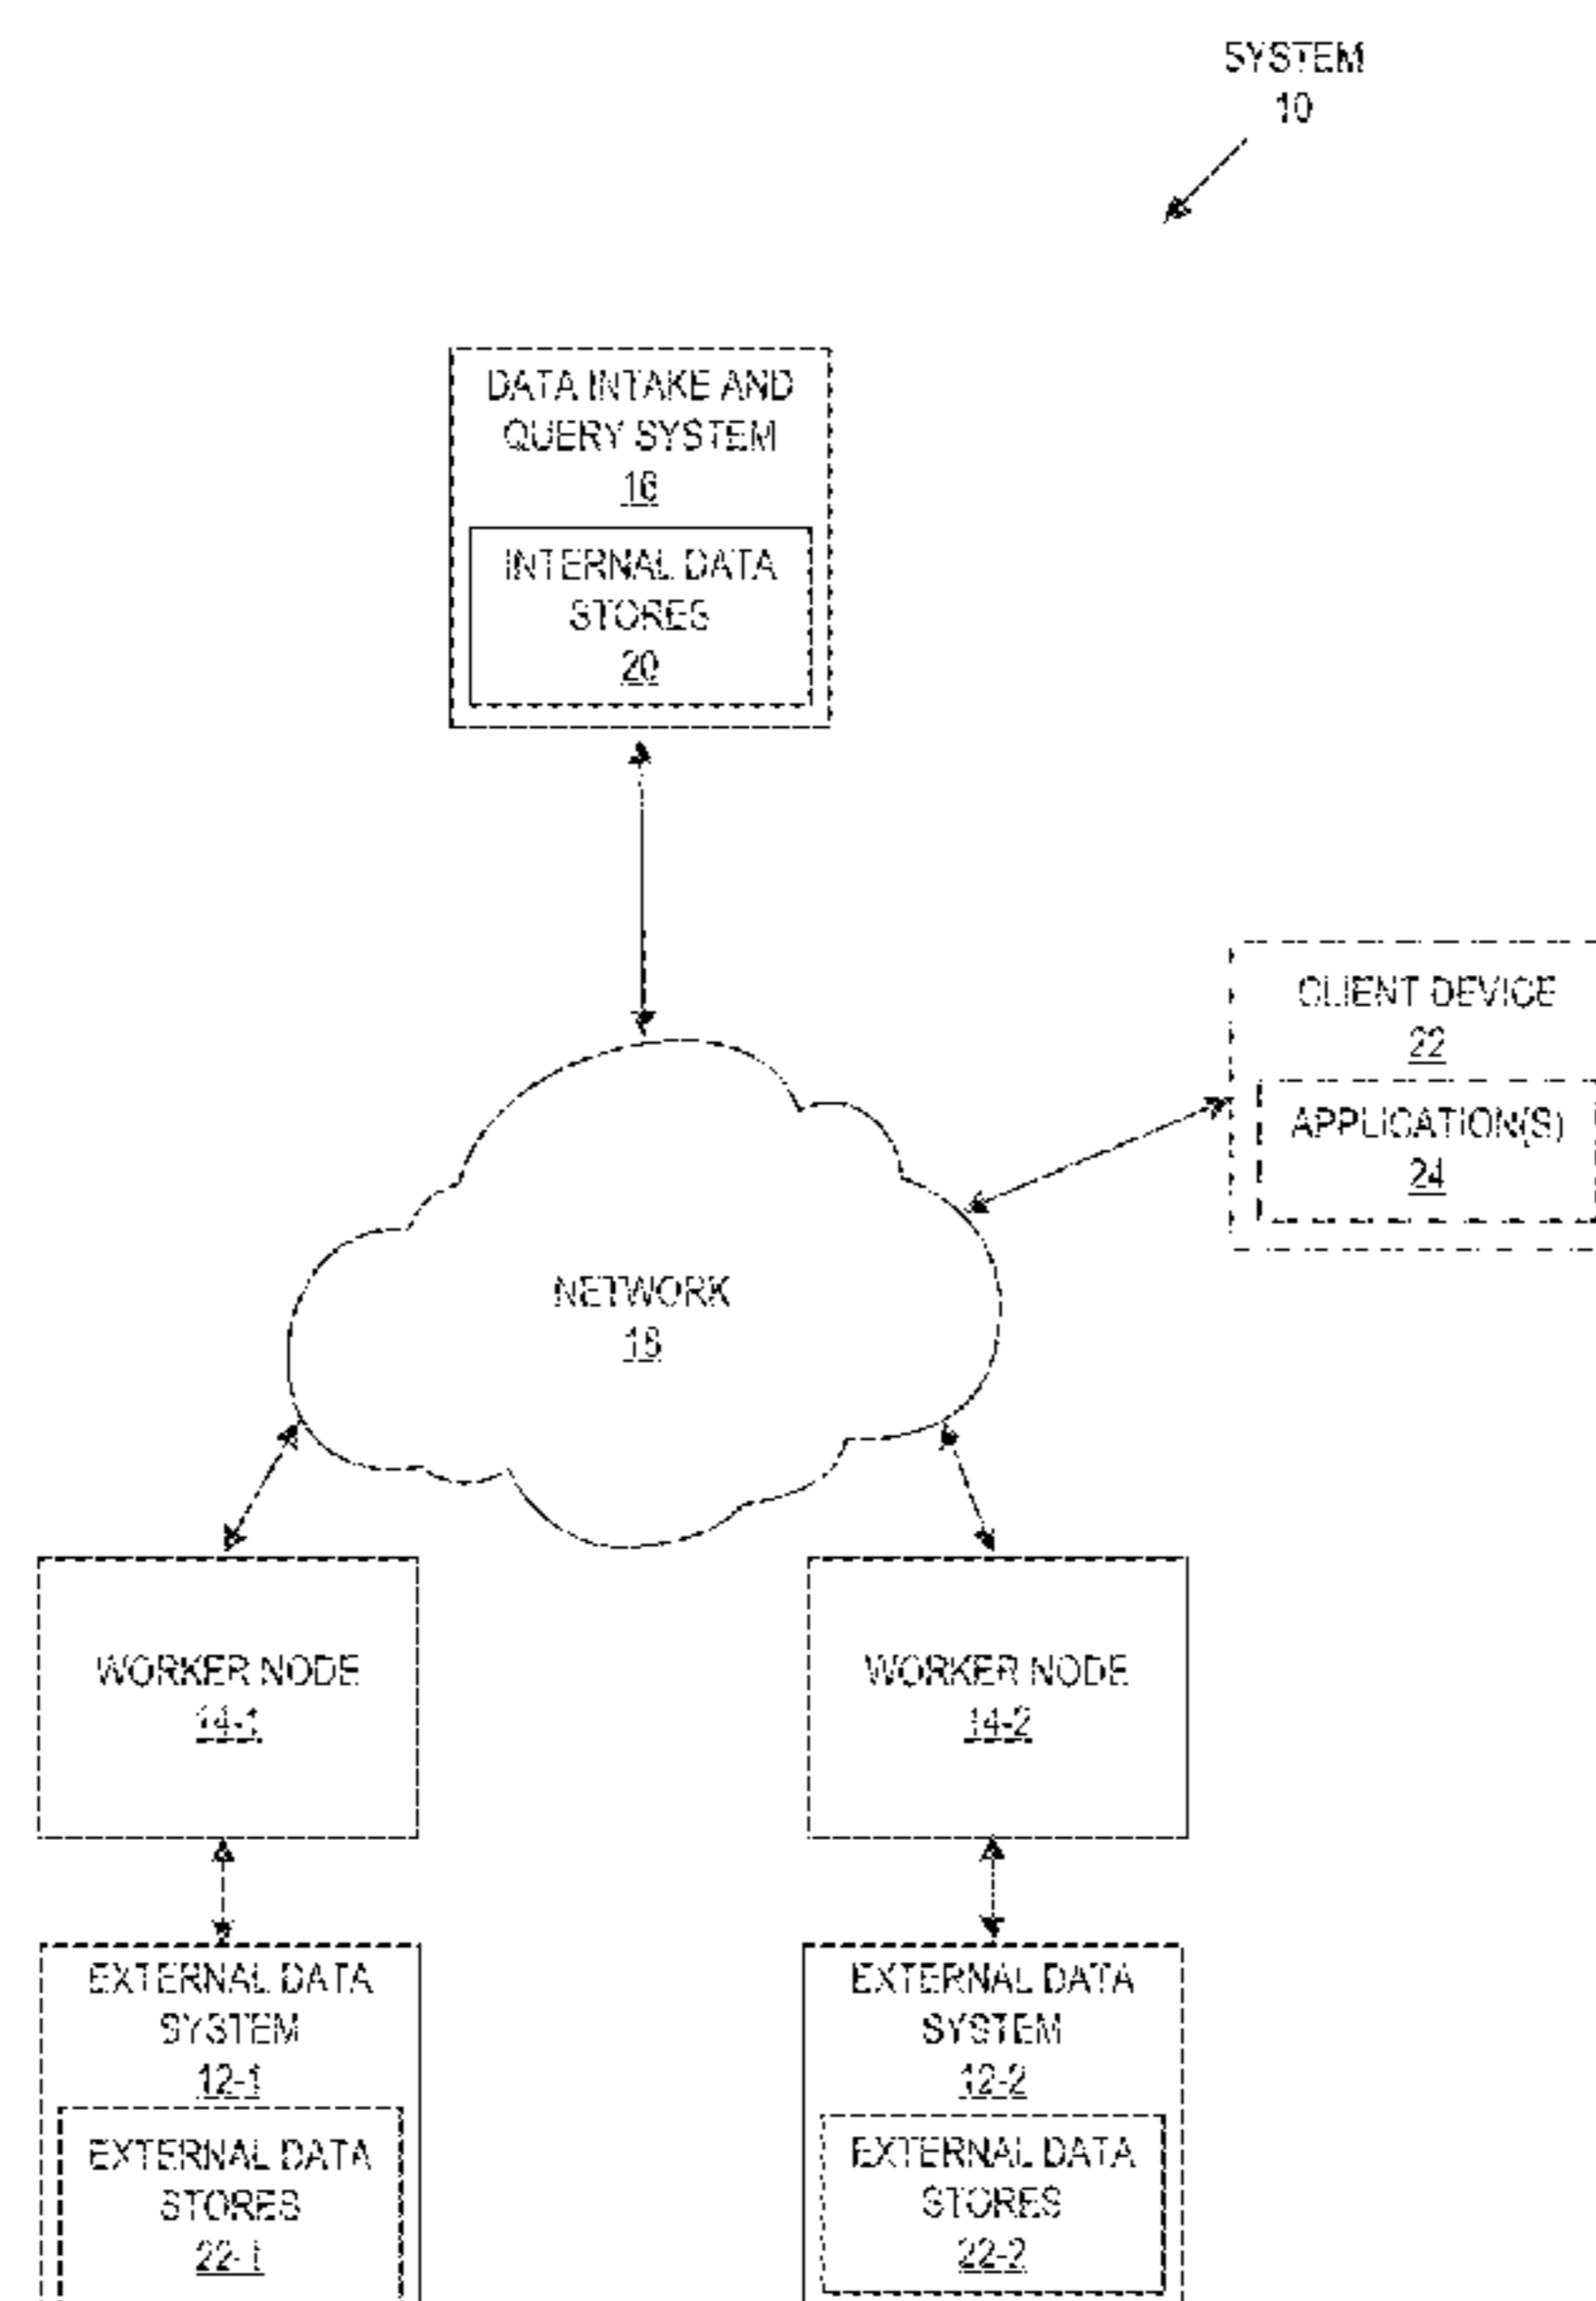 SYSTEM
10
DATA INTAKE AND
QUERY SYSTEM
16
INTERNAL DATA
STORES
20
CLIENT DEVICE
22
APPLICATION(S)
24
NETWORK
18
WORKER NODE
14-1
WORKER NODE
14-2
EXTERNAL DATA
SYSTEM
12-1
EXTERNAL DATA
STORES
22-1
EXTERNAL DATA
SYSTEM
12-2
EXTERNAL DATA
STORES
22-2